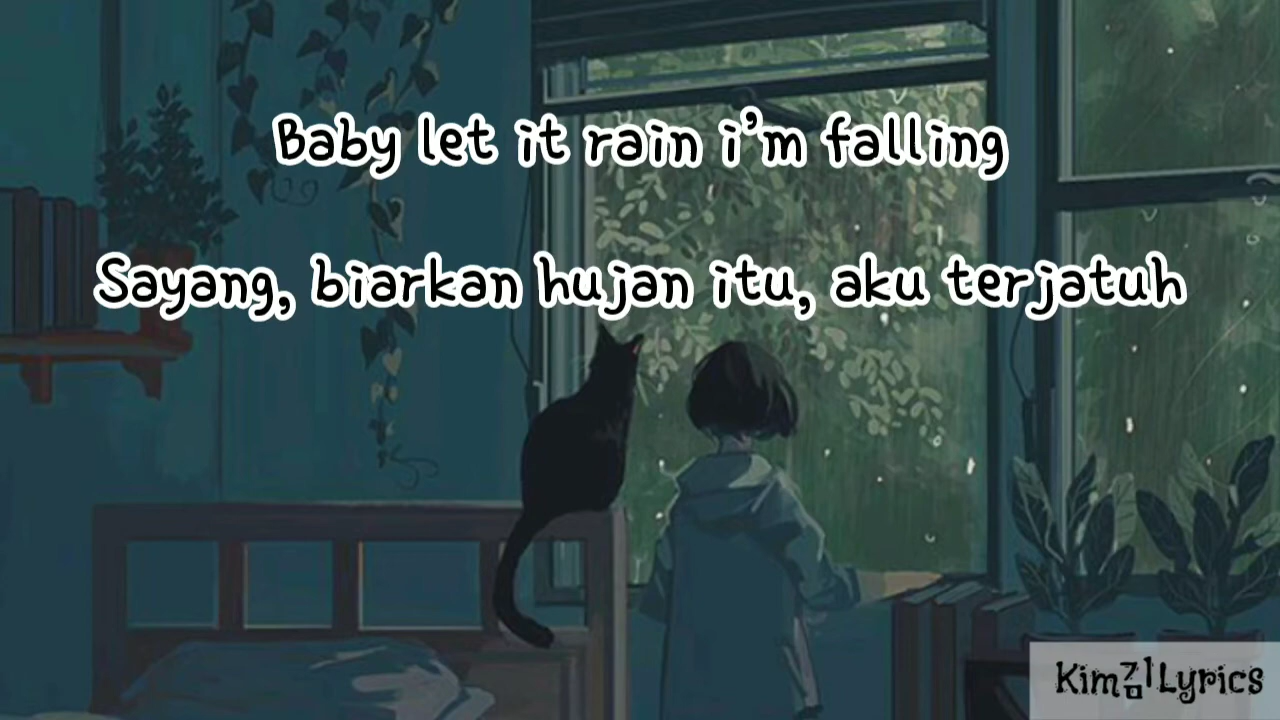 Baby let it rain i'm falling
Sayang, biarkan hujan itu, aku terjatuh
Kim김Lyrics